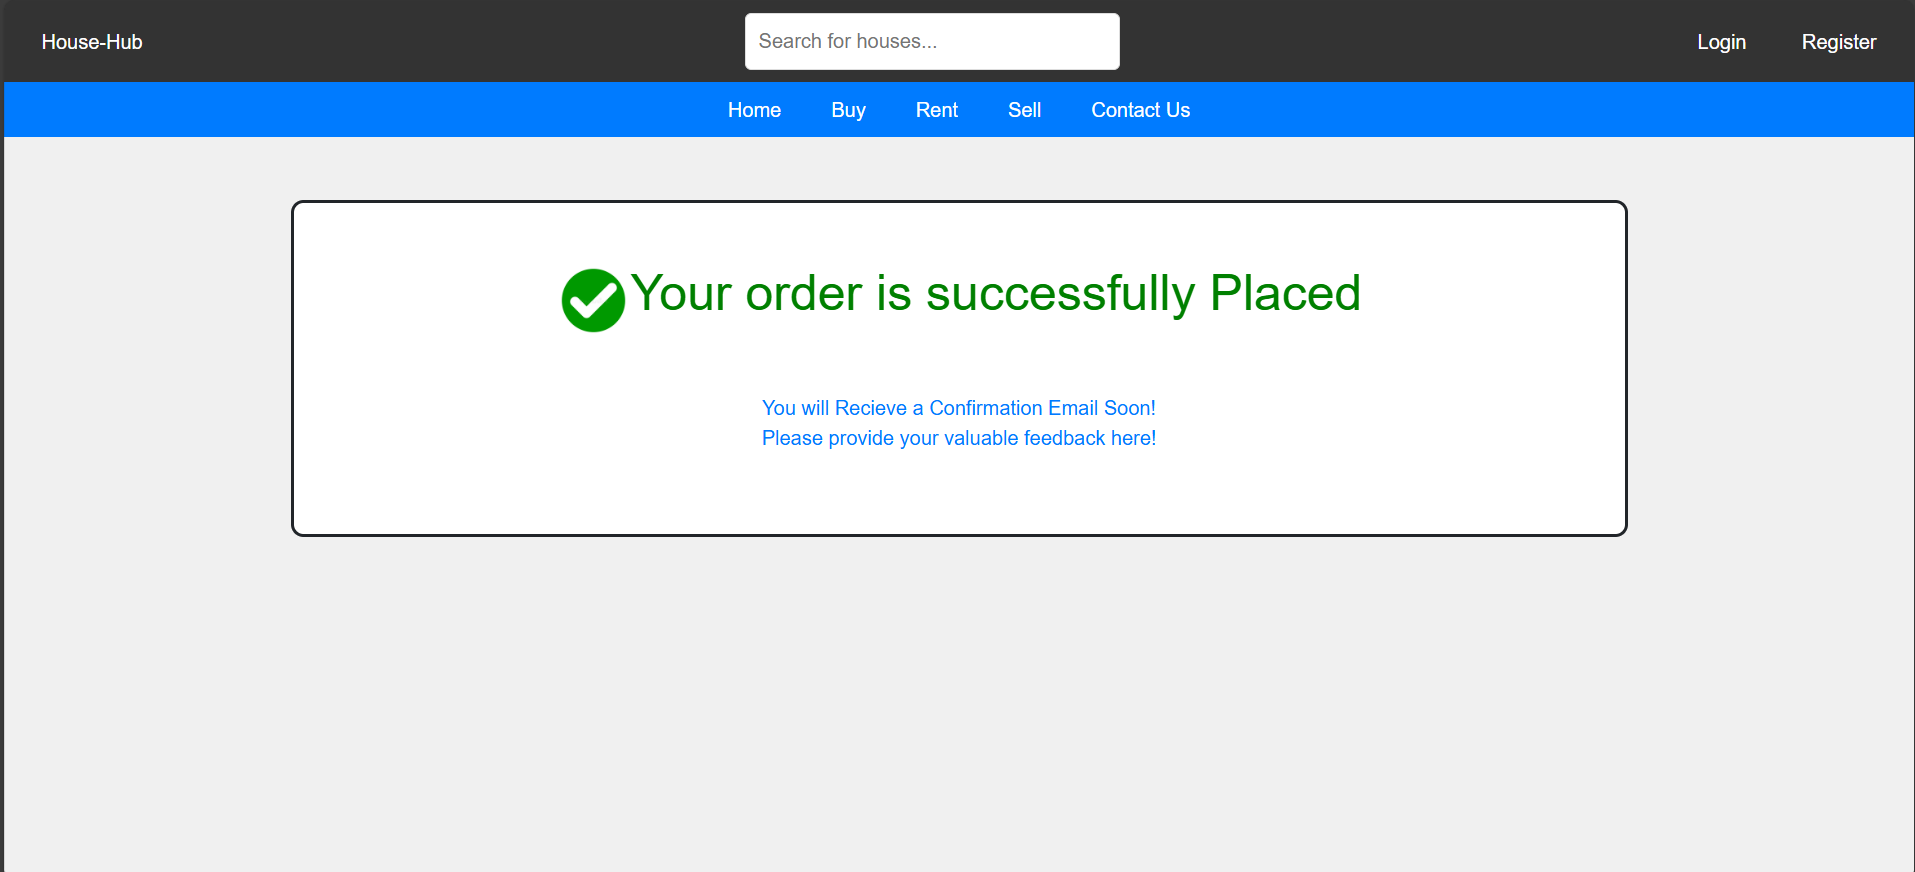 House-Hub
Search for houses...
Login
Register
Home
Buy
Rent
Sell
Contact Us
Your order is successfully Placed
You will Recieve a Confirmation Email Soon!
Please provide your valuable feedback here!